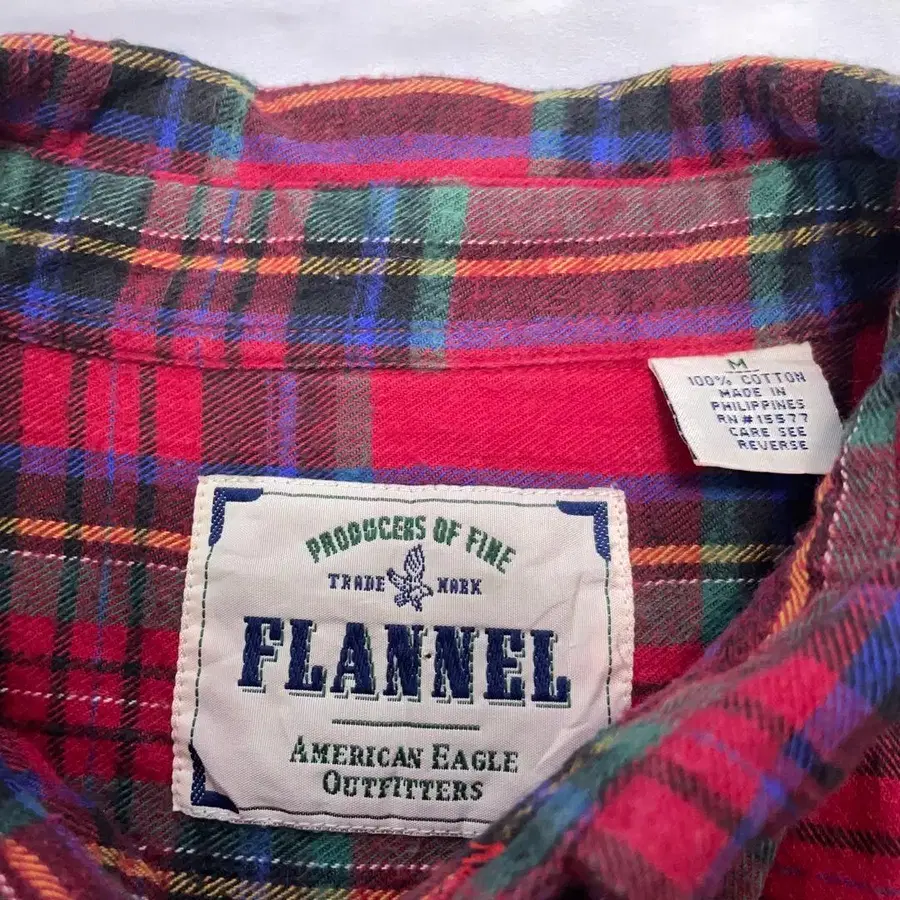 M
100% COTTON
MADE IN
PHILIPPINES
RN#15577
CARE SEE
REVERSE
PRODUCERS OF FINE
TRADE MARK
FLANNEL
AMERICAN EAGLE
OUTFITTERS